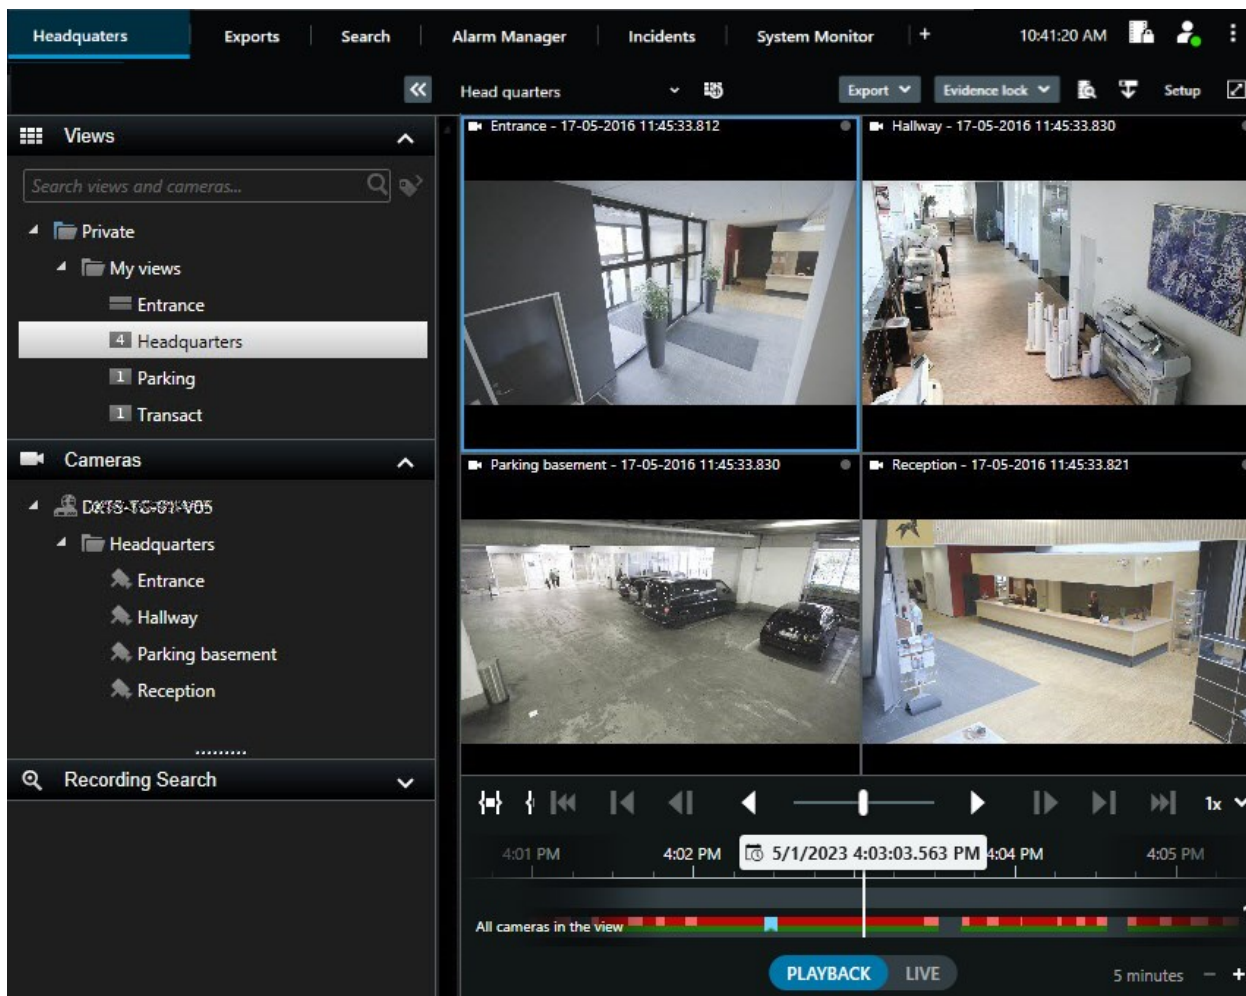 Headquaters
Exports
Search
Alarm Manager
Incidents
System Monitor
+
10:41:20 AM
Head quarters
Export
Evidence lock
Setup
Views
Search views and cameras...
Private
My views
Entrance
4 Headquarters
1 Parking
1 Transact
Cameras
Headquarters
Entrance
Hallway
Parking basement
Reception
Recording Search
Entrance - 17-05-2016 11:45:33.812
Hallway - 17-05-2016 11:45:33.830
Parking basement - 17-05-2016 11:45:33.830
Reception - 17-05-2016 11:45:33.821
1x
4:01 PM
4:02 PM
5/1/2023 4:03:03.563 PM
4:04 PM
4:05 PM
All cameras in the view
PLAYBACK
LIVE
5 minutes - +